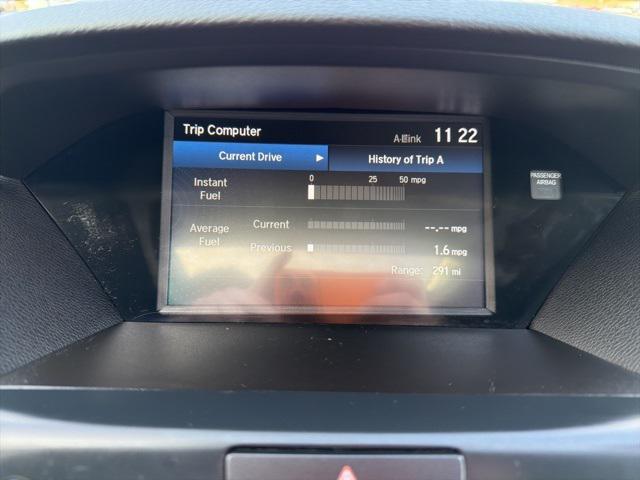 Trip Computer
11 22
Current Drive
History of Trip A
Instant Fuel
0 25 50 mpg
Average Fuel
Current --.-- mpg
Previous 1.6 mpg
Range: 291 mi
PASSENGER
AIRBAG